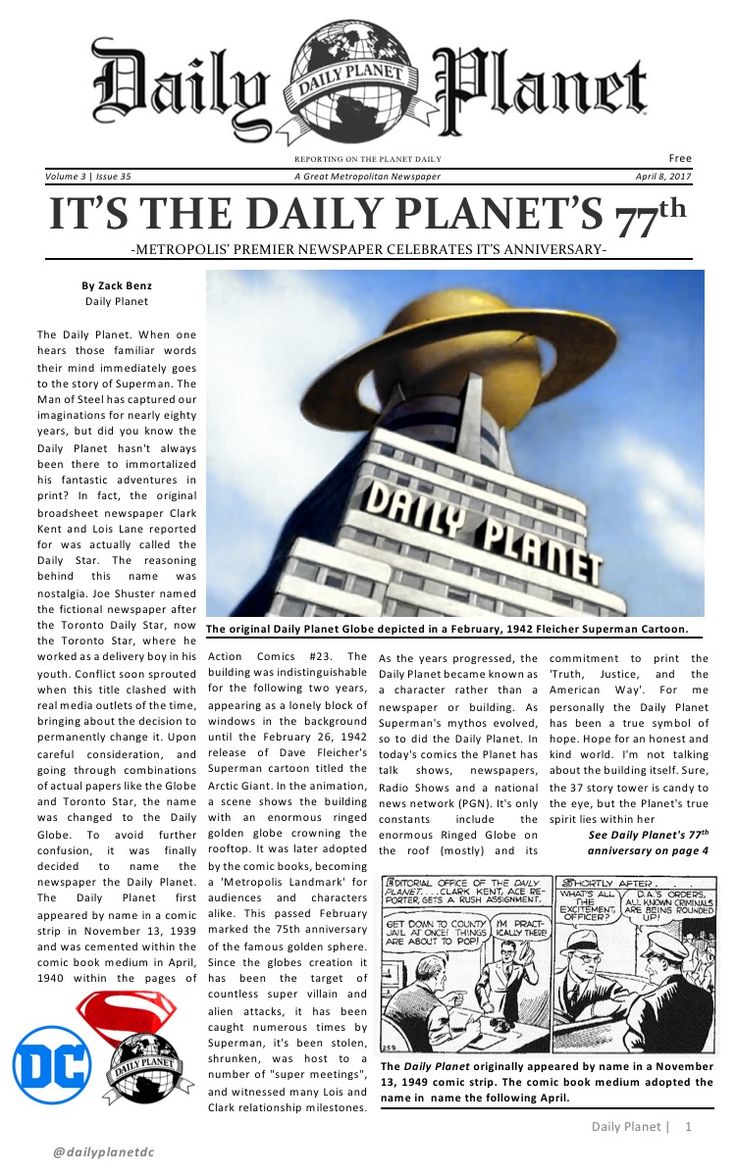 Daily Planet
DAILY PLANET
REPORTING ON THE PLANET DAILY
Free
Volume 3 | Issue 35
A Great Metropolitan Newspaper
April 8, 2017
IT'S THE DAILY PLANET'S 77th
-METROPOLIS' PREMIER NEWSPAPER CELEBRATES IT'S ANNIVERSARY-
By Zack Benz
Daily Planet
The Daily Planet. When one
hears those familiar words
their mind immediately goes
to the story of Superman. The
Man of Steel has captured our
imaginations for nearly eighty
years, but did you know the
Daily Planet hasn't always
been there to immortalized
his fantastic adventures in
print? In fact, the original
broadsheet newspaper Clark
Kent and Lois Lane reported
for was actually called the
Daily Star. The reasoning
behind this name was
nostalgia. Joe Shuster named
the fictional newspaper after
the Toronto Daily Star, now
the Toronto Star, where he
worked as a delivery boy in his
youth. Conflict soon sprouted
when this title clashed with
real media outlets of the time,
bringing about the decision to
permanently change it. Upon
careful consideration, and
going through combinations
of actual papers like the Globe
and Toronto Star, the name
was changed to the Daily
Globe. To avoid further
confusion, it was finally
decided to name the
newspaper the Daily Planet.
The Daily Planet first
appeared by name in a comic
strip in November 13, 1939
and was cemented within the
comic book medium in April,
1940 within the pages of
DAILY PLANET
The original Daily Planet Globe depicted in a February, 1942 Fleicher Superman Cartoon.
Action Comics #23. The
building was indistinguishable
for the following two years,
appearing as a lonely block of
windows in the background
until the February 26, 1942
release of Dave Fleicher's
Superman cartoon titled the
Arctic Giant. In the animation,
a scene shows the building
with an enormous ringed
golden globe crowning the
rooftop. It was later adopted
by the comic books, becoming
a 'Metropolis Landmark' for
audiences and characters
alike. This passed February
marked the 75th anniversary
of the famous golden sphere.
Since the globes creation it
has been the target of
countless super villain and
alien attacks, it has been
caught numerous times by
Superman, it's been stolen,
shrunken, was host to a
number of "super meetings",
and witnessed many Lois and
Clark relationship milestones.
As the years progressed, the
Daily Planet became known as
a character rather than a
newspaper or building. As
Superman's mythos evolved,
so to did the Daily Planet. In
today's comics the Planet has
talk shows, newspapers,
Radio Shows and a national
news network (PGN). It's only
constants include the
enormous Ringed Globe on
the roof (mostly) and its
commitment to print the
'Truth, Justice, and the
American Way'. For me
personally the Daily Planet
has been a true symbol of
hope. Hope for an honest and
kind world. I'm not talking
about the building itself. Sure,
the 37 story tower is candy to
the eye, but the Planet's true
spirit lies within her
See Daily Planet's 77th
anniversary on page 4
EDITORIAL OFFICE OF THE DAILY
PLANET....CLARK KENT, ACE RE-
PORTER, GETS A RUSH ASSIGNMENT.
GET DOWN TO COUNTY
JAIL AT ONCE! THINGS
ARE ABOUT TO POP!
I'M PRACT-
ICALLY THERE!
SHORTLY AFTER..
WHAT'S ALL
THE
EXCITEMENT,
OFFICER?
D.A.'S ORDERS,
ALL KNOWN CRIMINALS
ARE BEING ROUNDED
UP!
The Daily Planet originally appeared by name in a November
13, 1949 comic strip. The comic book medium adopted the
name in name the following April.
DC
DAILY PLANET
Daily Planet | 1
@dailyplanetdc